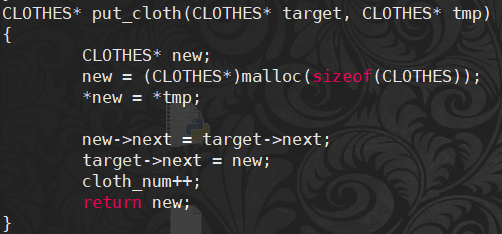 CLOTHES* put_cloth(CLOTHES* target, CLOTHES* tmp)
{
        CLOTHES* new;
        new = (CLOTHES*)malloc(sizeof(CLOTHES));
        *new = *tmp;

        new->next = target->next;
        target->next = new;
        cloth_num++;
        return new;
}